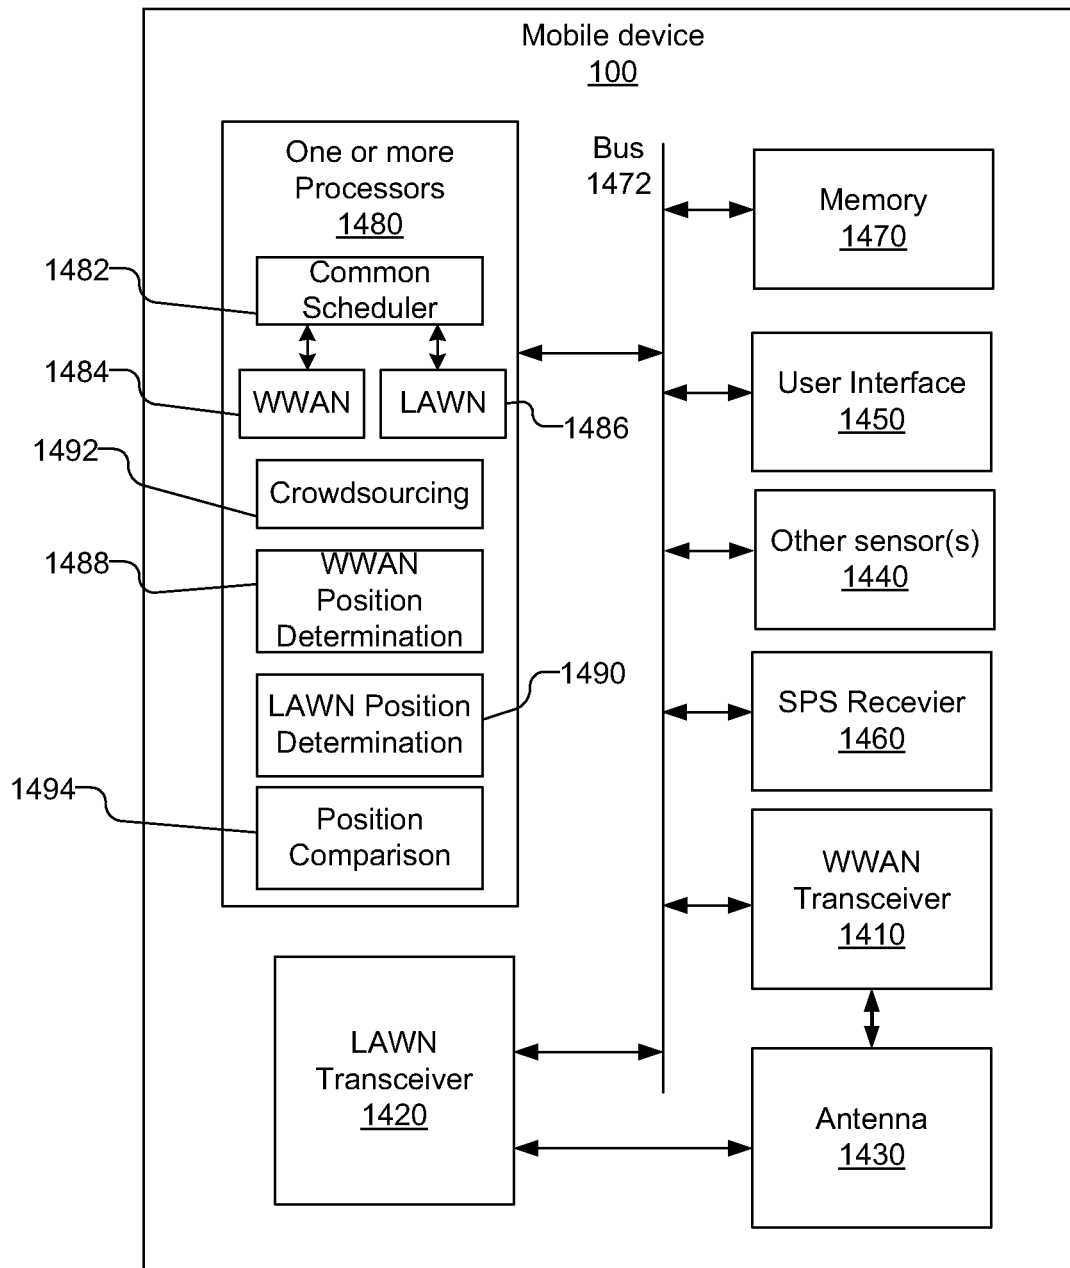 Mobile device
100
One or more
Processors
1480
1482
Common
Scheduler
1484
WWAN
LAWN
1486
1492
Crowdsourcing
1488
WWAN
Position
Determination
1490
LAWN Position
Determination
1494
Position
Comparison
Bus
1472
Memory
1470
User Interface
1450
Other sensor(s)
1440
SPS Recevier
1460
WWAN
Transceiver
1410
LAWN
Transceiver
1420
Antenna
1430